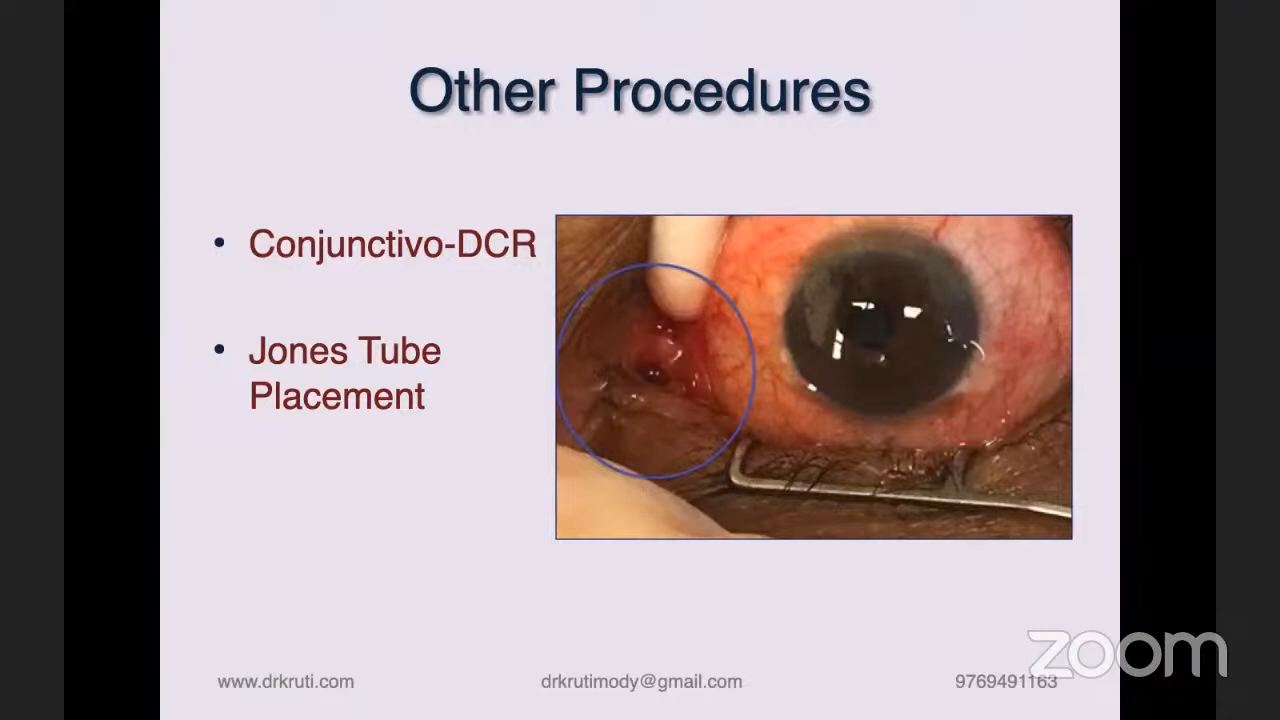 Other Procedures
• Conjunctivo-DCR
• Jones Tube
Placement
www.drkruti.com
drkrutimody@gmail.com
9769491163
zoom